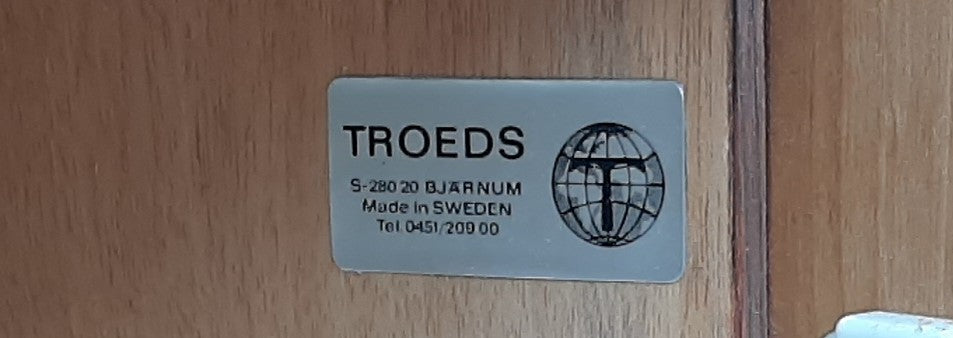 TROEDS
S-280 20 BJÄRNUM
Made in SWEDEN
Tel. 0451/209 00
T